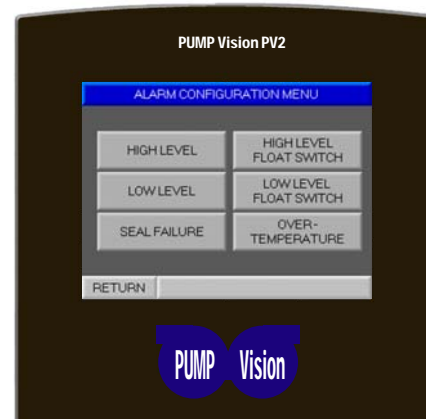 PUMP Vision PV2
ALARM CONFIGURATION MENU
HIGH LEVEL
HIGH LEVEL
FLOAT SWITCH
LOW LEVEL
LOW LEVEL
FLOAT SWITCH
SEAL FAILURE
OVER-
TEMPERATURE
RETURN
PUMP Vision